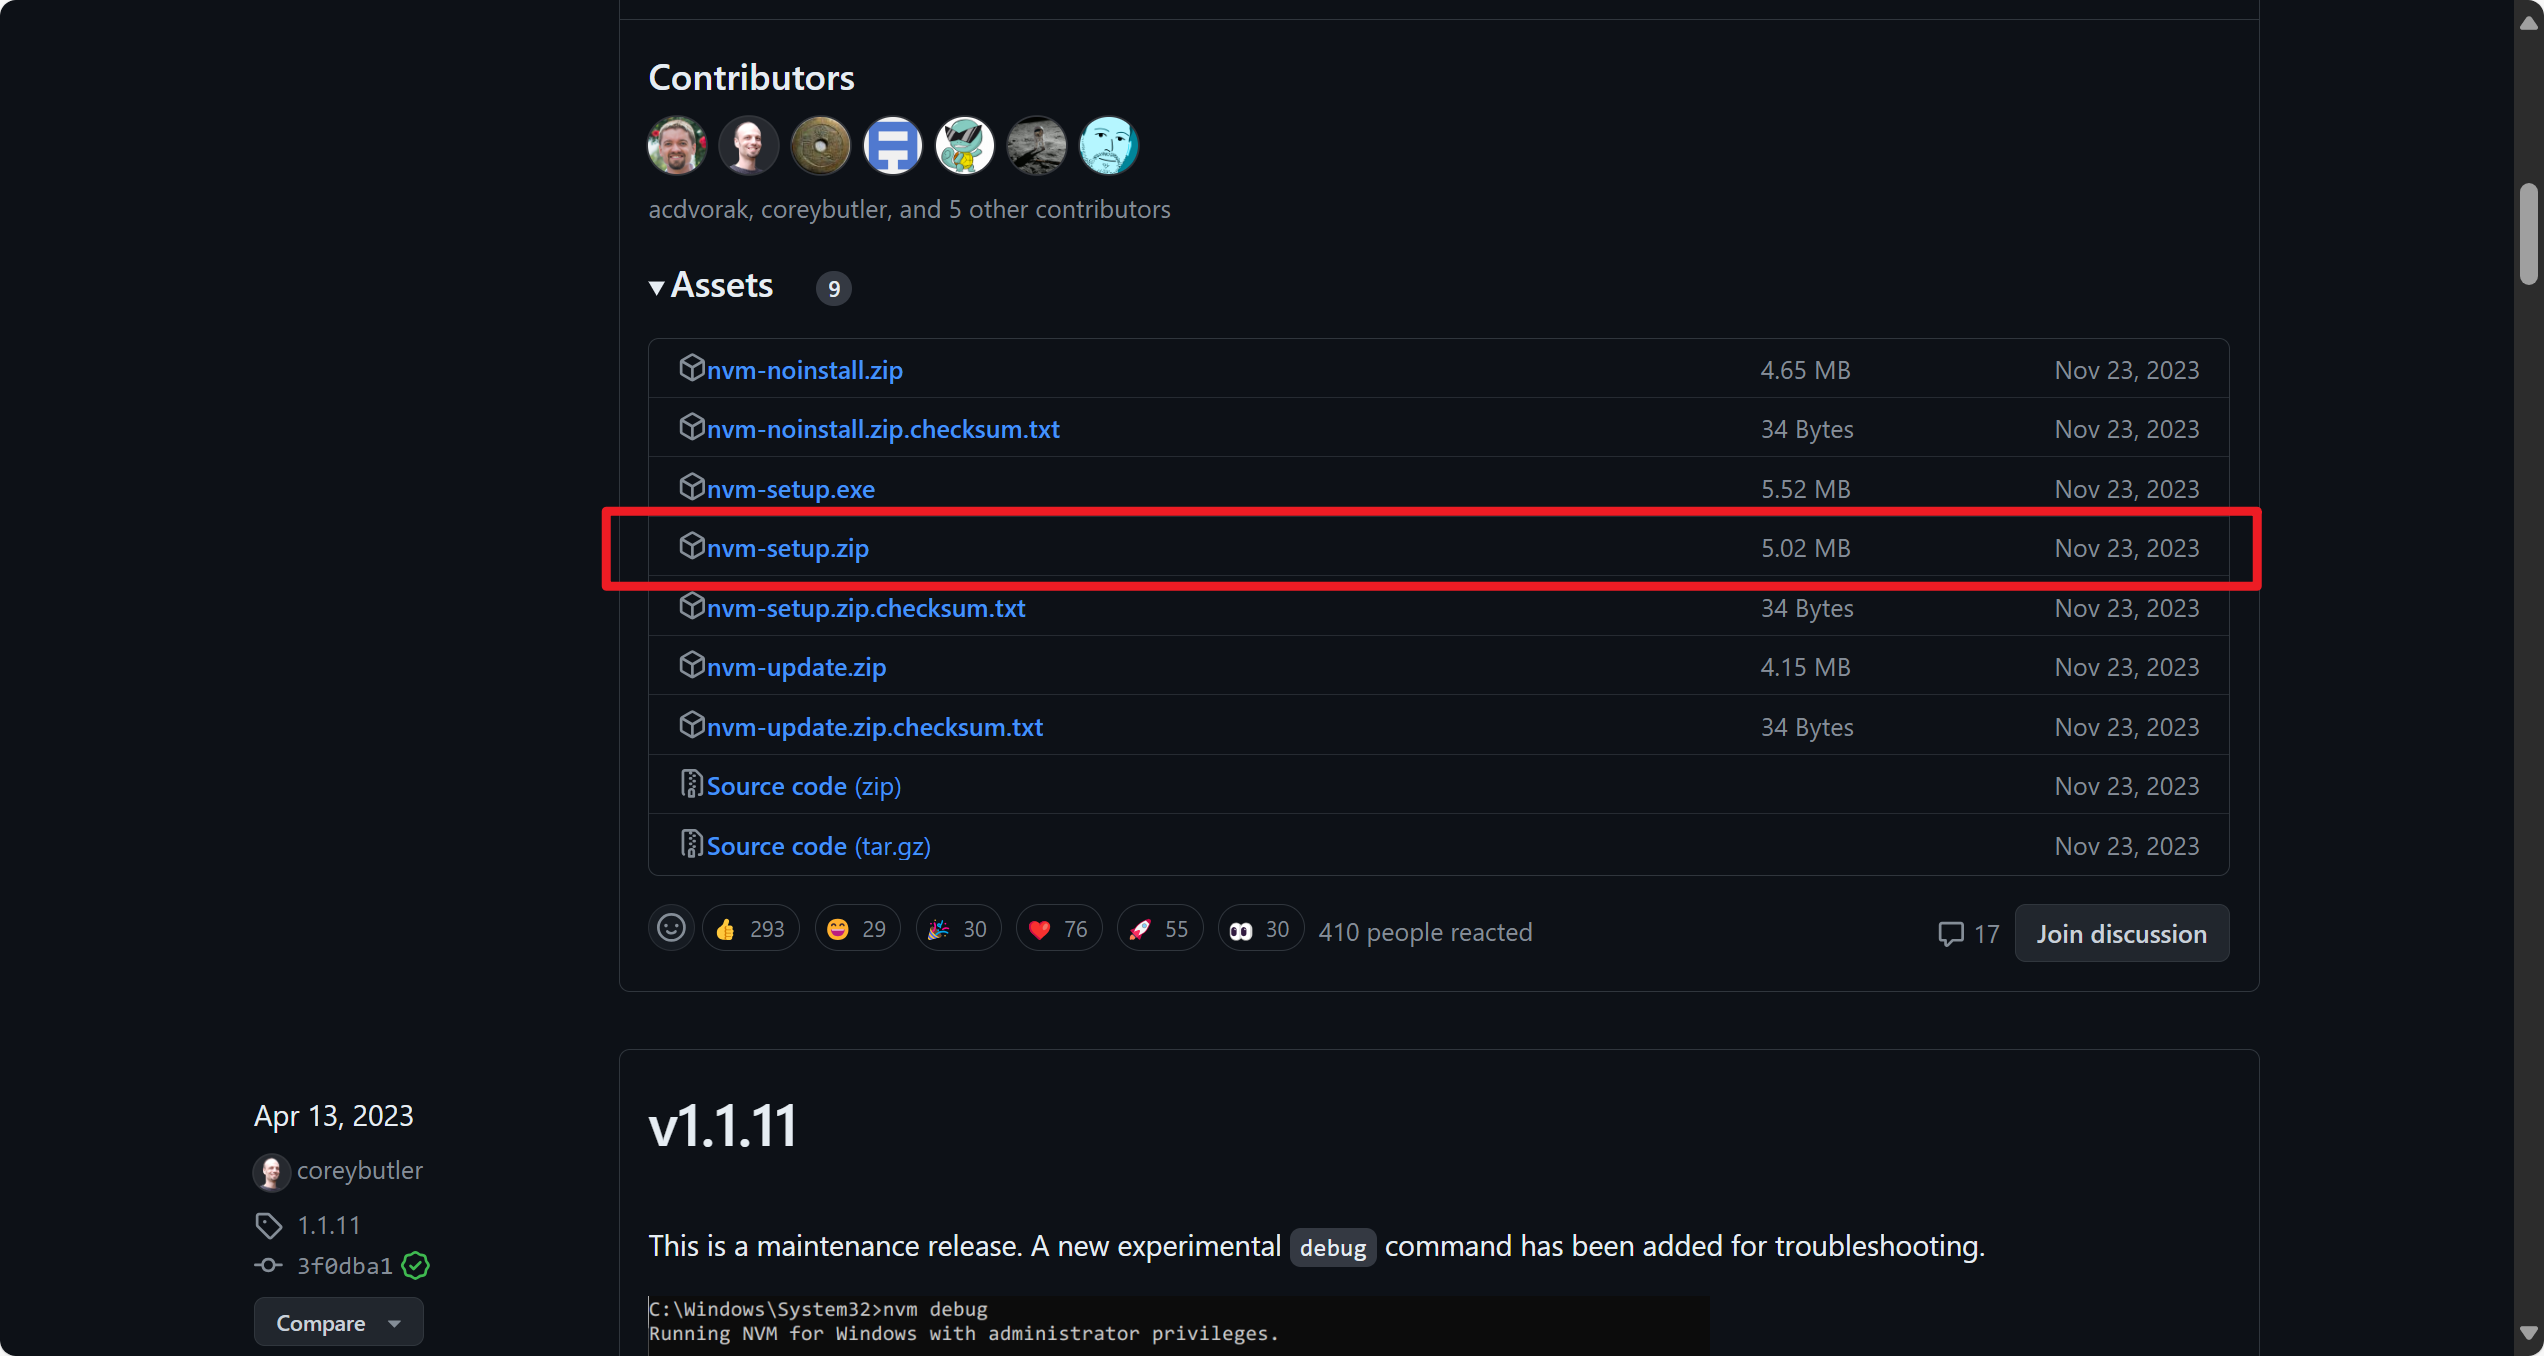 Contributors
acdvorak, coreybutler, and 5 other contributors
Assets 9
nvm-noinstall.zip 4.65 MB Nov 23, 2023
nvm-noinstall.zip.checksum.txt 34 Bytes Nov 23, 2023
nvm-setup.exe 5.52 MB Nov 23, 2023
nvm-setup.zip 5.02 MB Nov 23, 2023
nvm-setup.zip.checksum.txt 34 Bytes Nov 23, 2023
nvm-update.zip 4.15 MB Nov 23, 2023
nvm-update.zip.checksum.txt 34 Bytes Nov 23, 2023
Source code (zip) Nov 23, 2023
Source code (tar.gz) Nov 23, 2023
👍 293 😄 29 🎉 30 ❤️ 76 🚀 55 👀 30 410 people reacted 17 Join discussion
Apr 13, 2023
coreybutler
1.1.11
3f0dba1
Compare
v1.1.11
This is a maintenance release. A new experimental debug command has been added for troubleshooting.
C:\Windows\System32>nvm debug
Running NVM for Windows with administrator privileges.